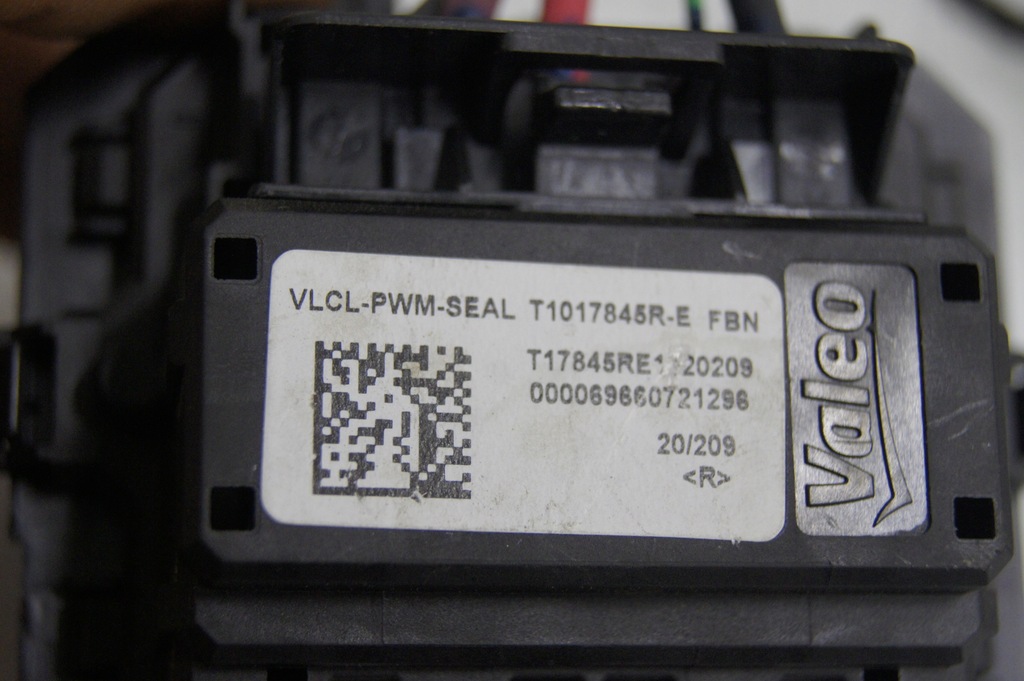 VLCL-PWM-SEAL T1017845R-E FBN
000069660721296
20/209
<R>
Valeo